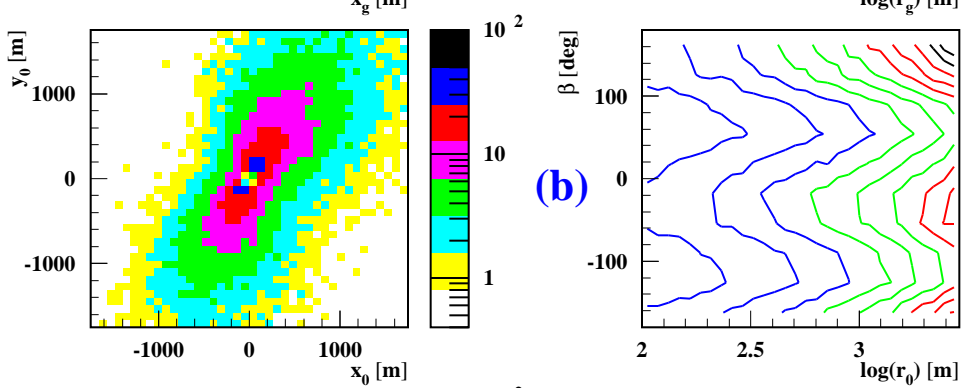 x_g [m]
log(r_g) [m]
y_0 [m]
1000
0
-1000
-1000
0
1000
x_0 [m]
10^2
10
1
(b)
β [deg]
100
0
-100
2
2.5
3
log(r_0) [m]
2